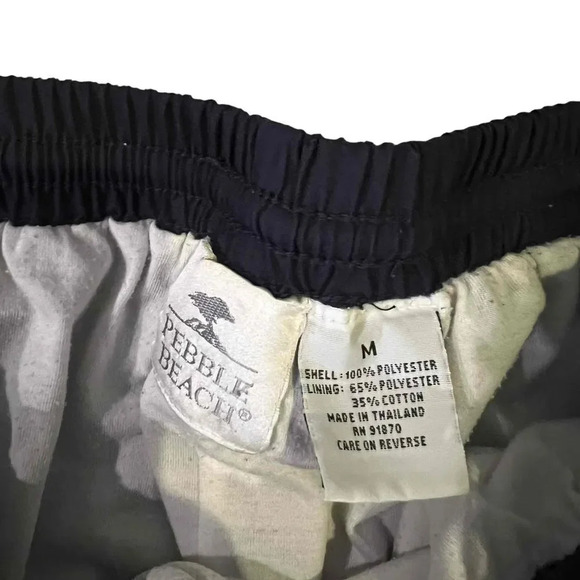 PEBBLE
BEACH®
M
SHELL: 100% POLYESTER
LINING: 65% POLYESTER
35% COTTON
MADE IN THAILAND
RN 91870
CARE ON REVERSE